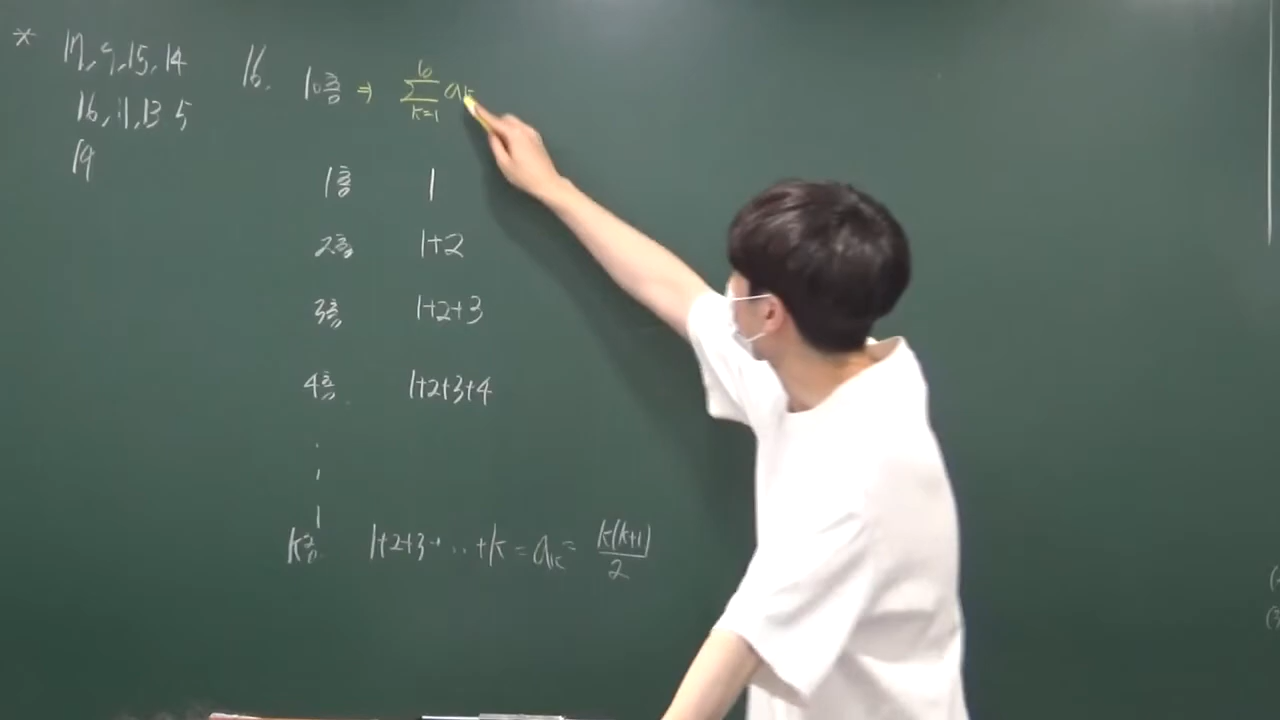 * 17, 9, 15, 14
16, 11, 13 5
19
16. 10층 ⇒ \sum_{k=1}^{10} a_k
1층 1
2층 1+2
3층 1+2+3
4층 1+2+3+4
k층 1+2+3+ ⋯ +k = a_k = \frac{k(k+1)}{2}